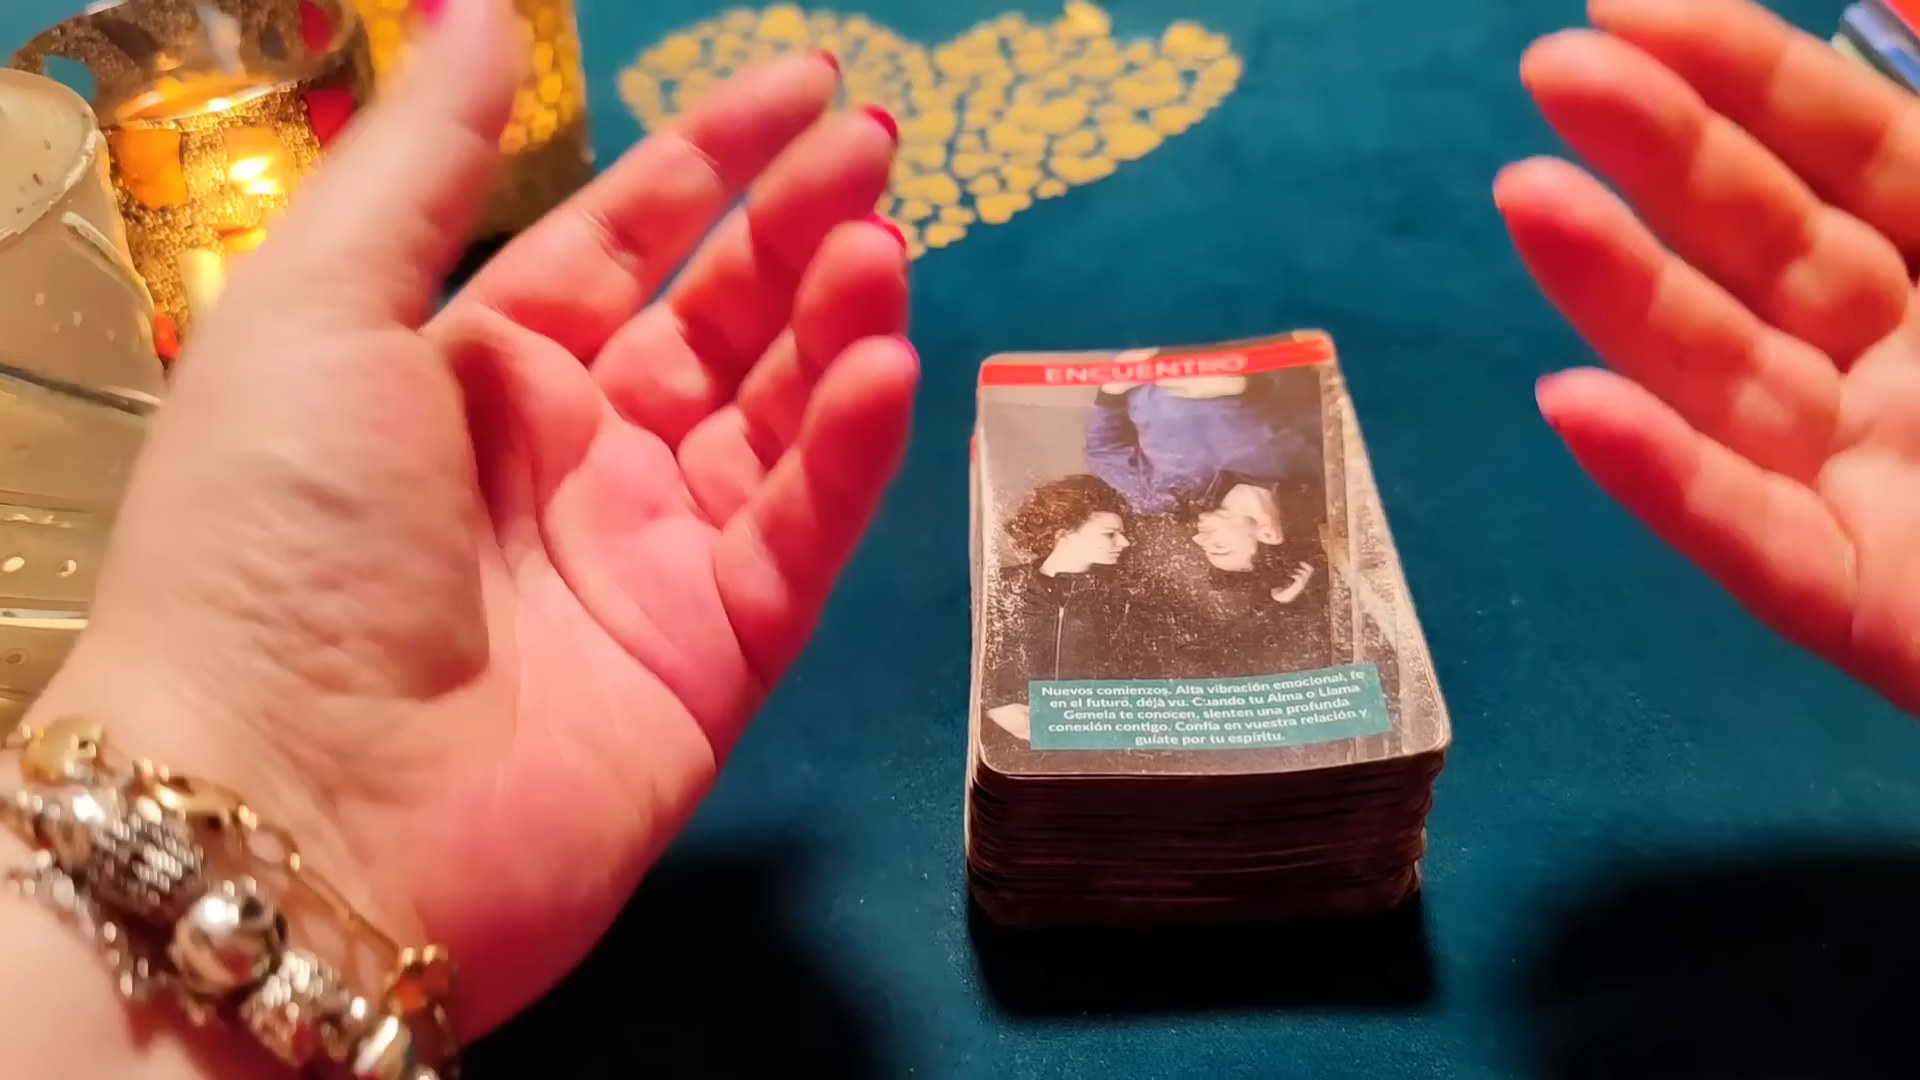 ENCUENTRO
Nuevos comienzos. Alta vibración emocional, fe
en el futuro, déjà vu. Cuando tu Alma o Llama
Gemela te conocen, sienten una profunda
conexión contigo. Confía en vuestra relación y
guíate por tu espíritu.